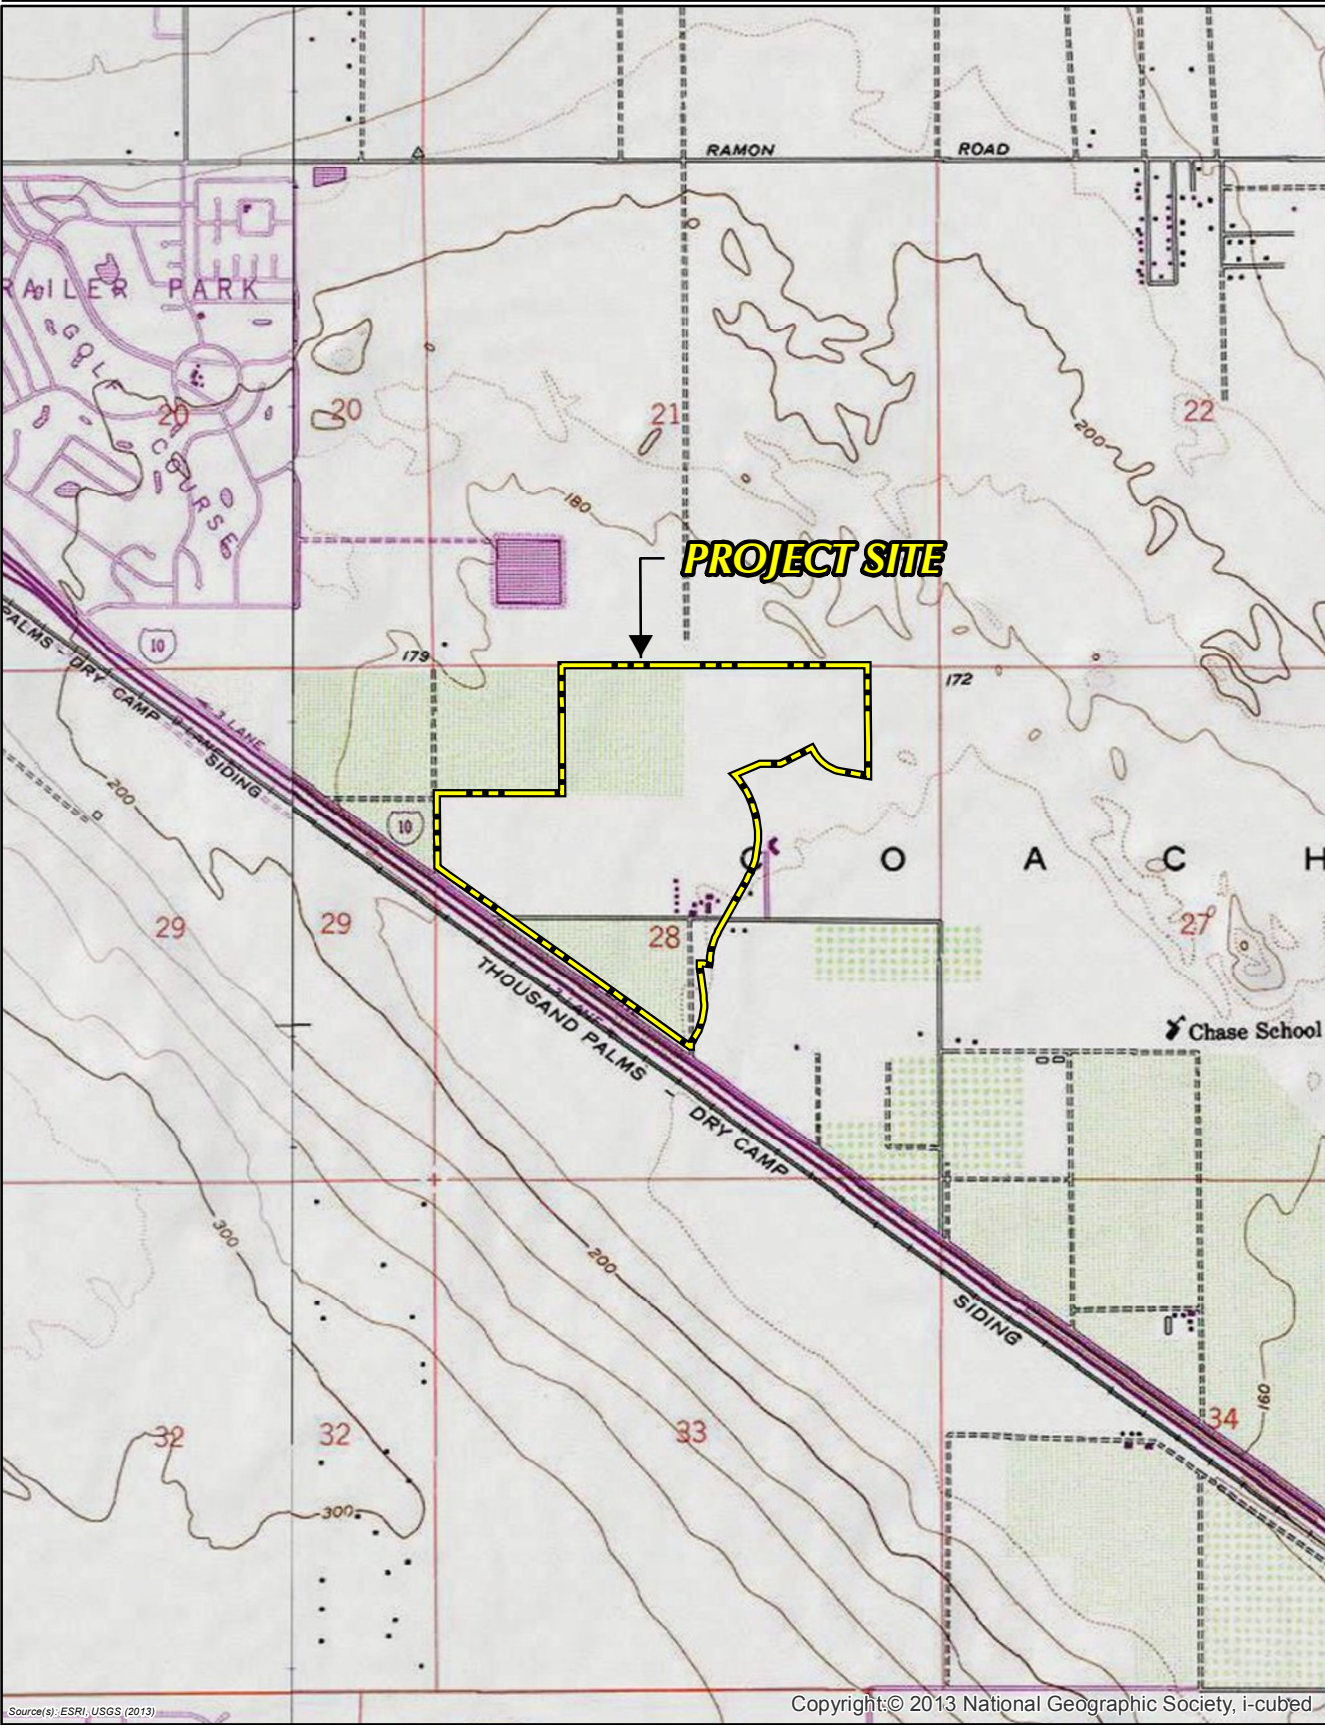 RAMON ROAD
RAILER PARK
GOLF
COURSE
20
20
21
22
200
180
PROJECT SITE
10
179
172
PALMS - DRY CAMP
SIDING
3 LANE
200
10
C O A C H
29
29
28
27
THOUSAND PALMS - DRY CAMP
SIDING
Chase School
300
200
160
32
32
33
34
300
Source(s): ESRI, USGS (2013)
Copyright:© 2013 National Geographic Society, i-cubed